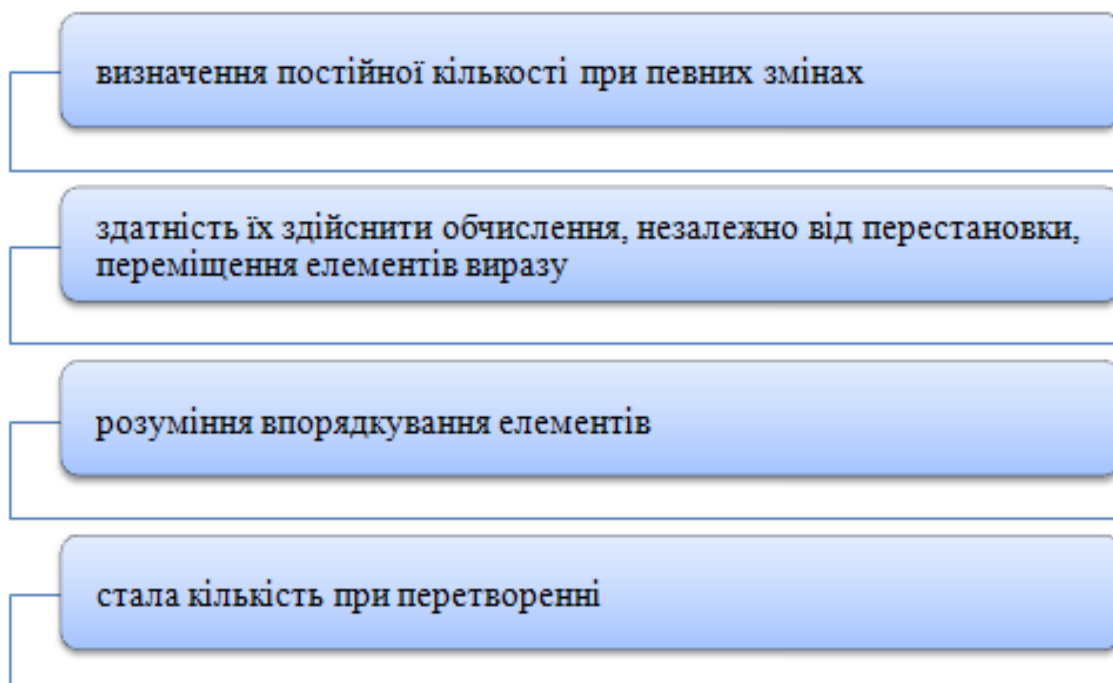 визначення постійної кількості при певних змінах
здатність їх здійснити обчислення, незалежно від перестановки,
переміщення елементів виразу
розуміння впорядкування елементів
стала кількість при перетворенні